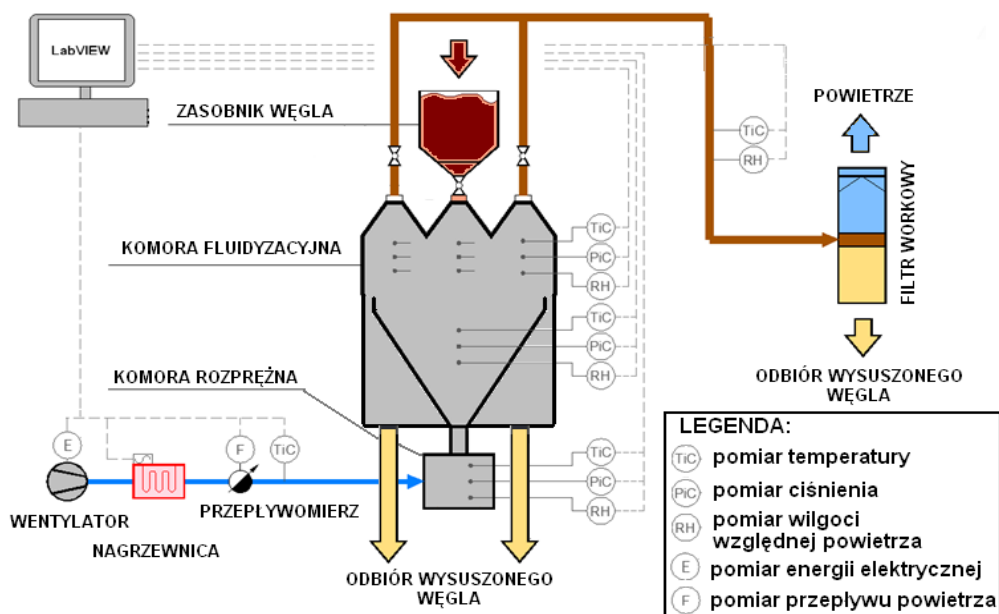 LabVIEW
ZASOBNIK WĘGLA
POWIETRZE
TiC
RH
FILTR WORKOWY
KOMORA FLUIDYZACYJNA
TiC
PiC
RH
TiC
PiC
RH
ODBIÓR WYSUSZONEGO
WĘGLA
KOMORA ROZPRĘŻNA
E
F
TiC
TiC
PiC
RH
WENTYLATOR
NAGRZEWNICA
PRZEPŁYWOMIERZ
ODBIÓR WYSUSZONEGO
WĘGLA
LEGENDA:
TiC pomiar temperatury
PiC pomiar ciśnienia
RH pomiar wilgoci
względnej powietrza
E pomiar energii elektrycznej
F pomiar przepływu powietrza